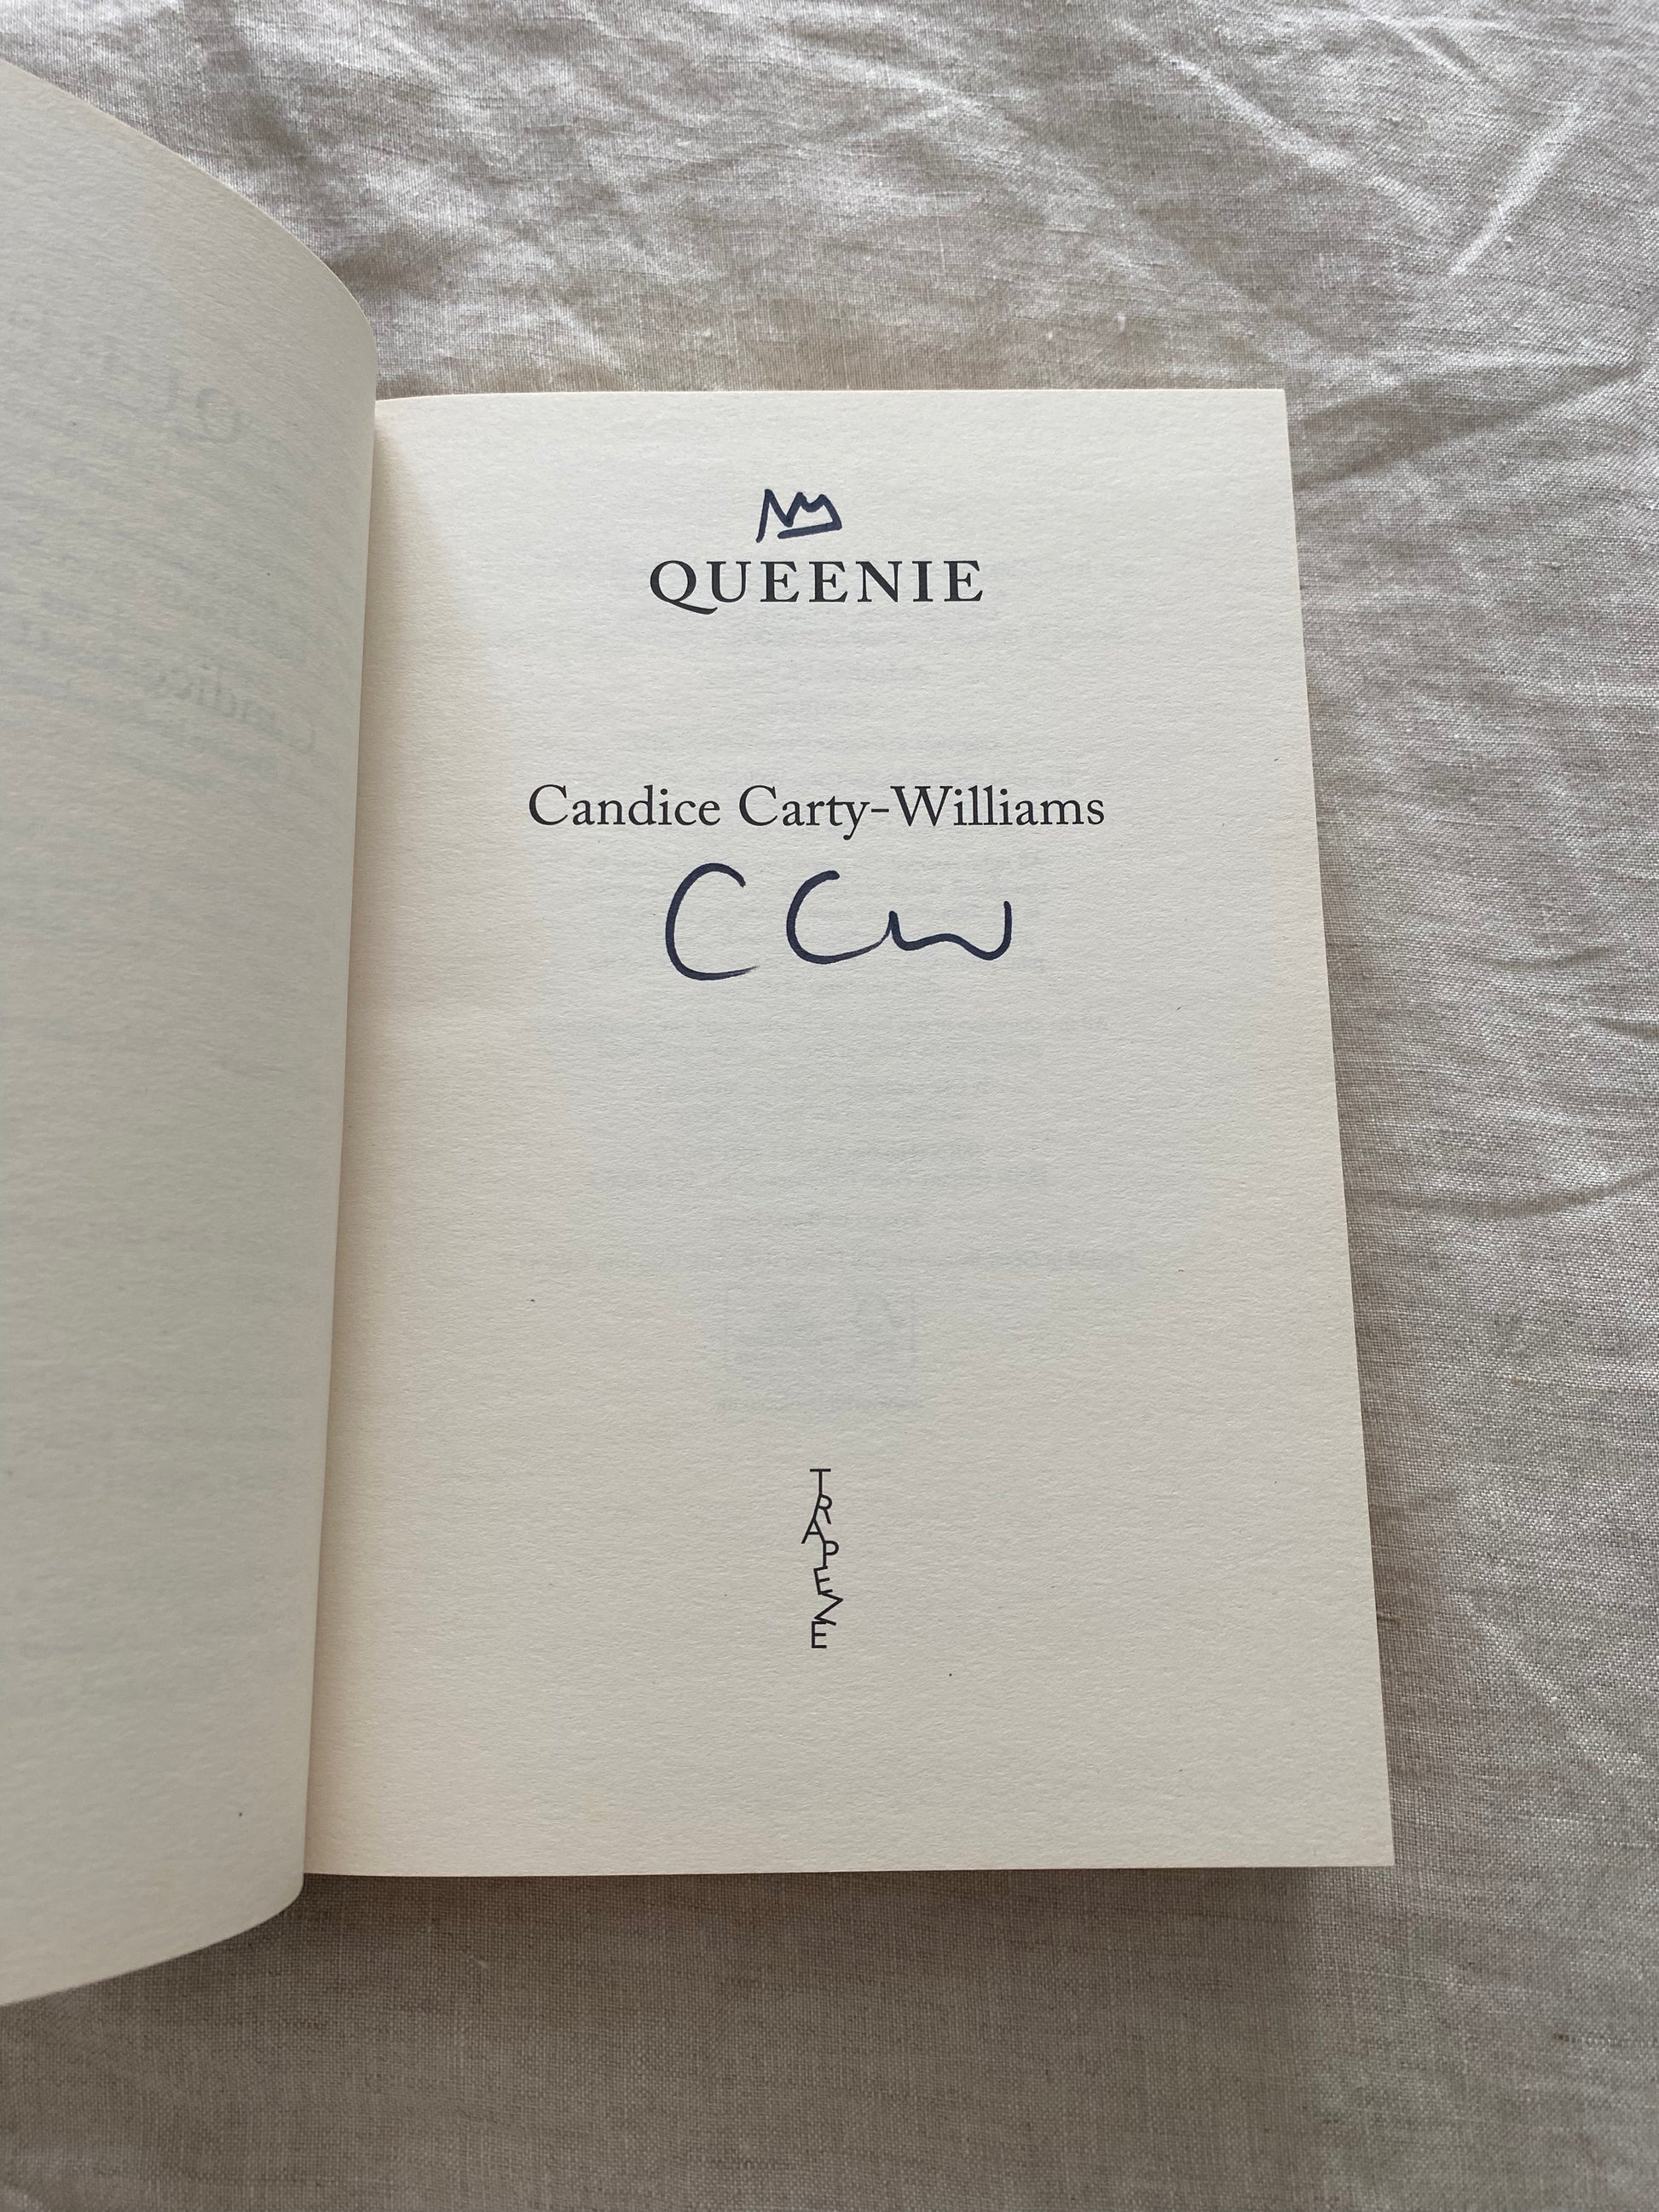 QUEENIE
Candice Carty-Williams
CCW
TRAPEZE